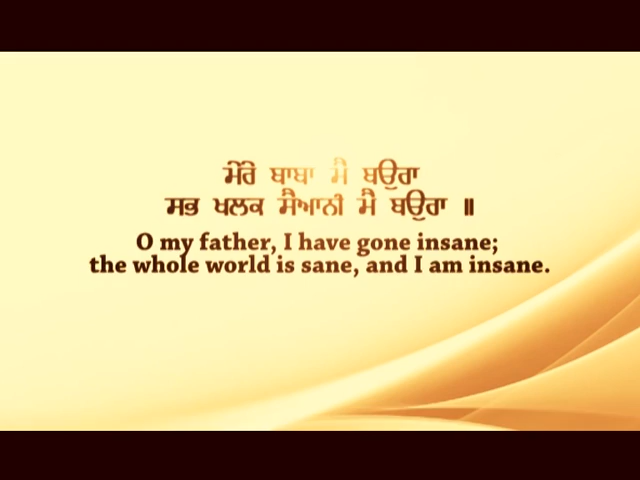 ਮੇਰੇ ਬਾਬਾ ਮੈ ਬਉਰਾ
ਸਭ ਖਲਕ ਸੈਆਨੀ ਮੈ ਬਉਰਾ ॥
O my father, I have gone insane;
the whole world is sane, and I am insane.